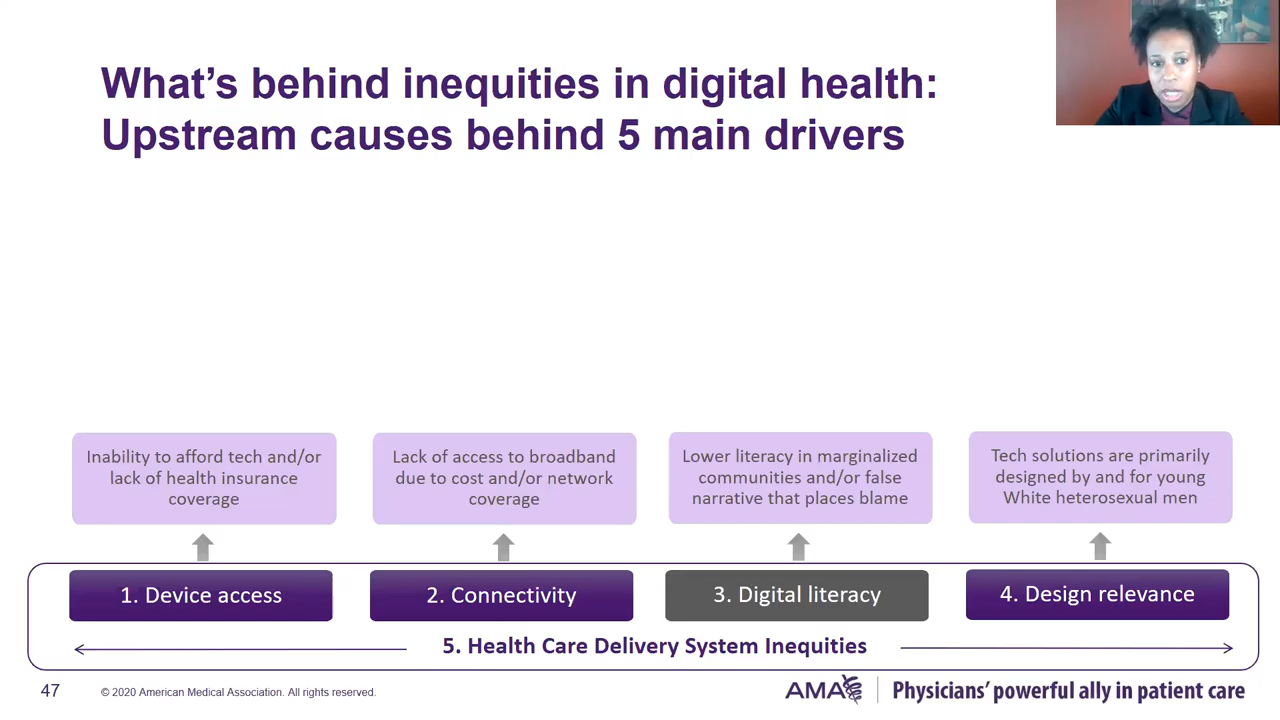 What's behind inequities in digital health:
Upstream causes behind 5 main drivers
Inability to afford tech and/or
lack of health insurance
coverage
Lack of access to broadband
due to cost and/or network
coverage
Lower literacy in marginalized
communities and/or false
narrative that places blame
Tech solutions are primarily
designed by and for young
White heterosexual men
1. Device access
2. Connectivity
3. Digital literacy
4. Design relevance
5. Health Care Delivery System Inequities
47
© 2020 American Medical Association. All rights reserved.
AMA
Physicians' powerful ally in patient care